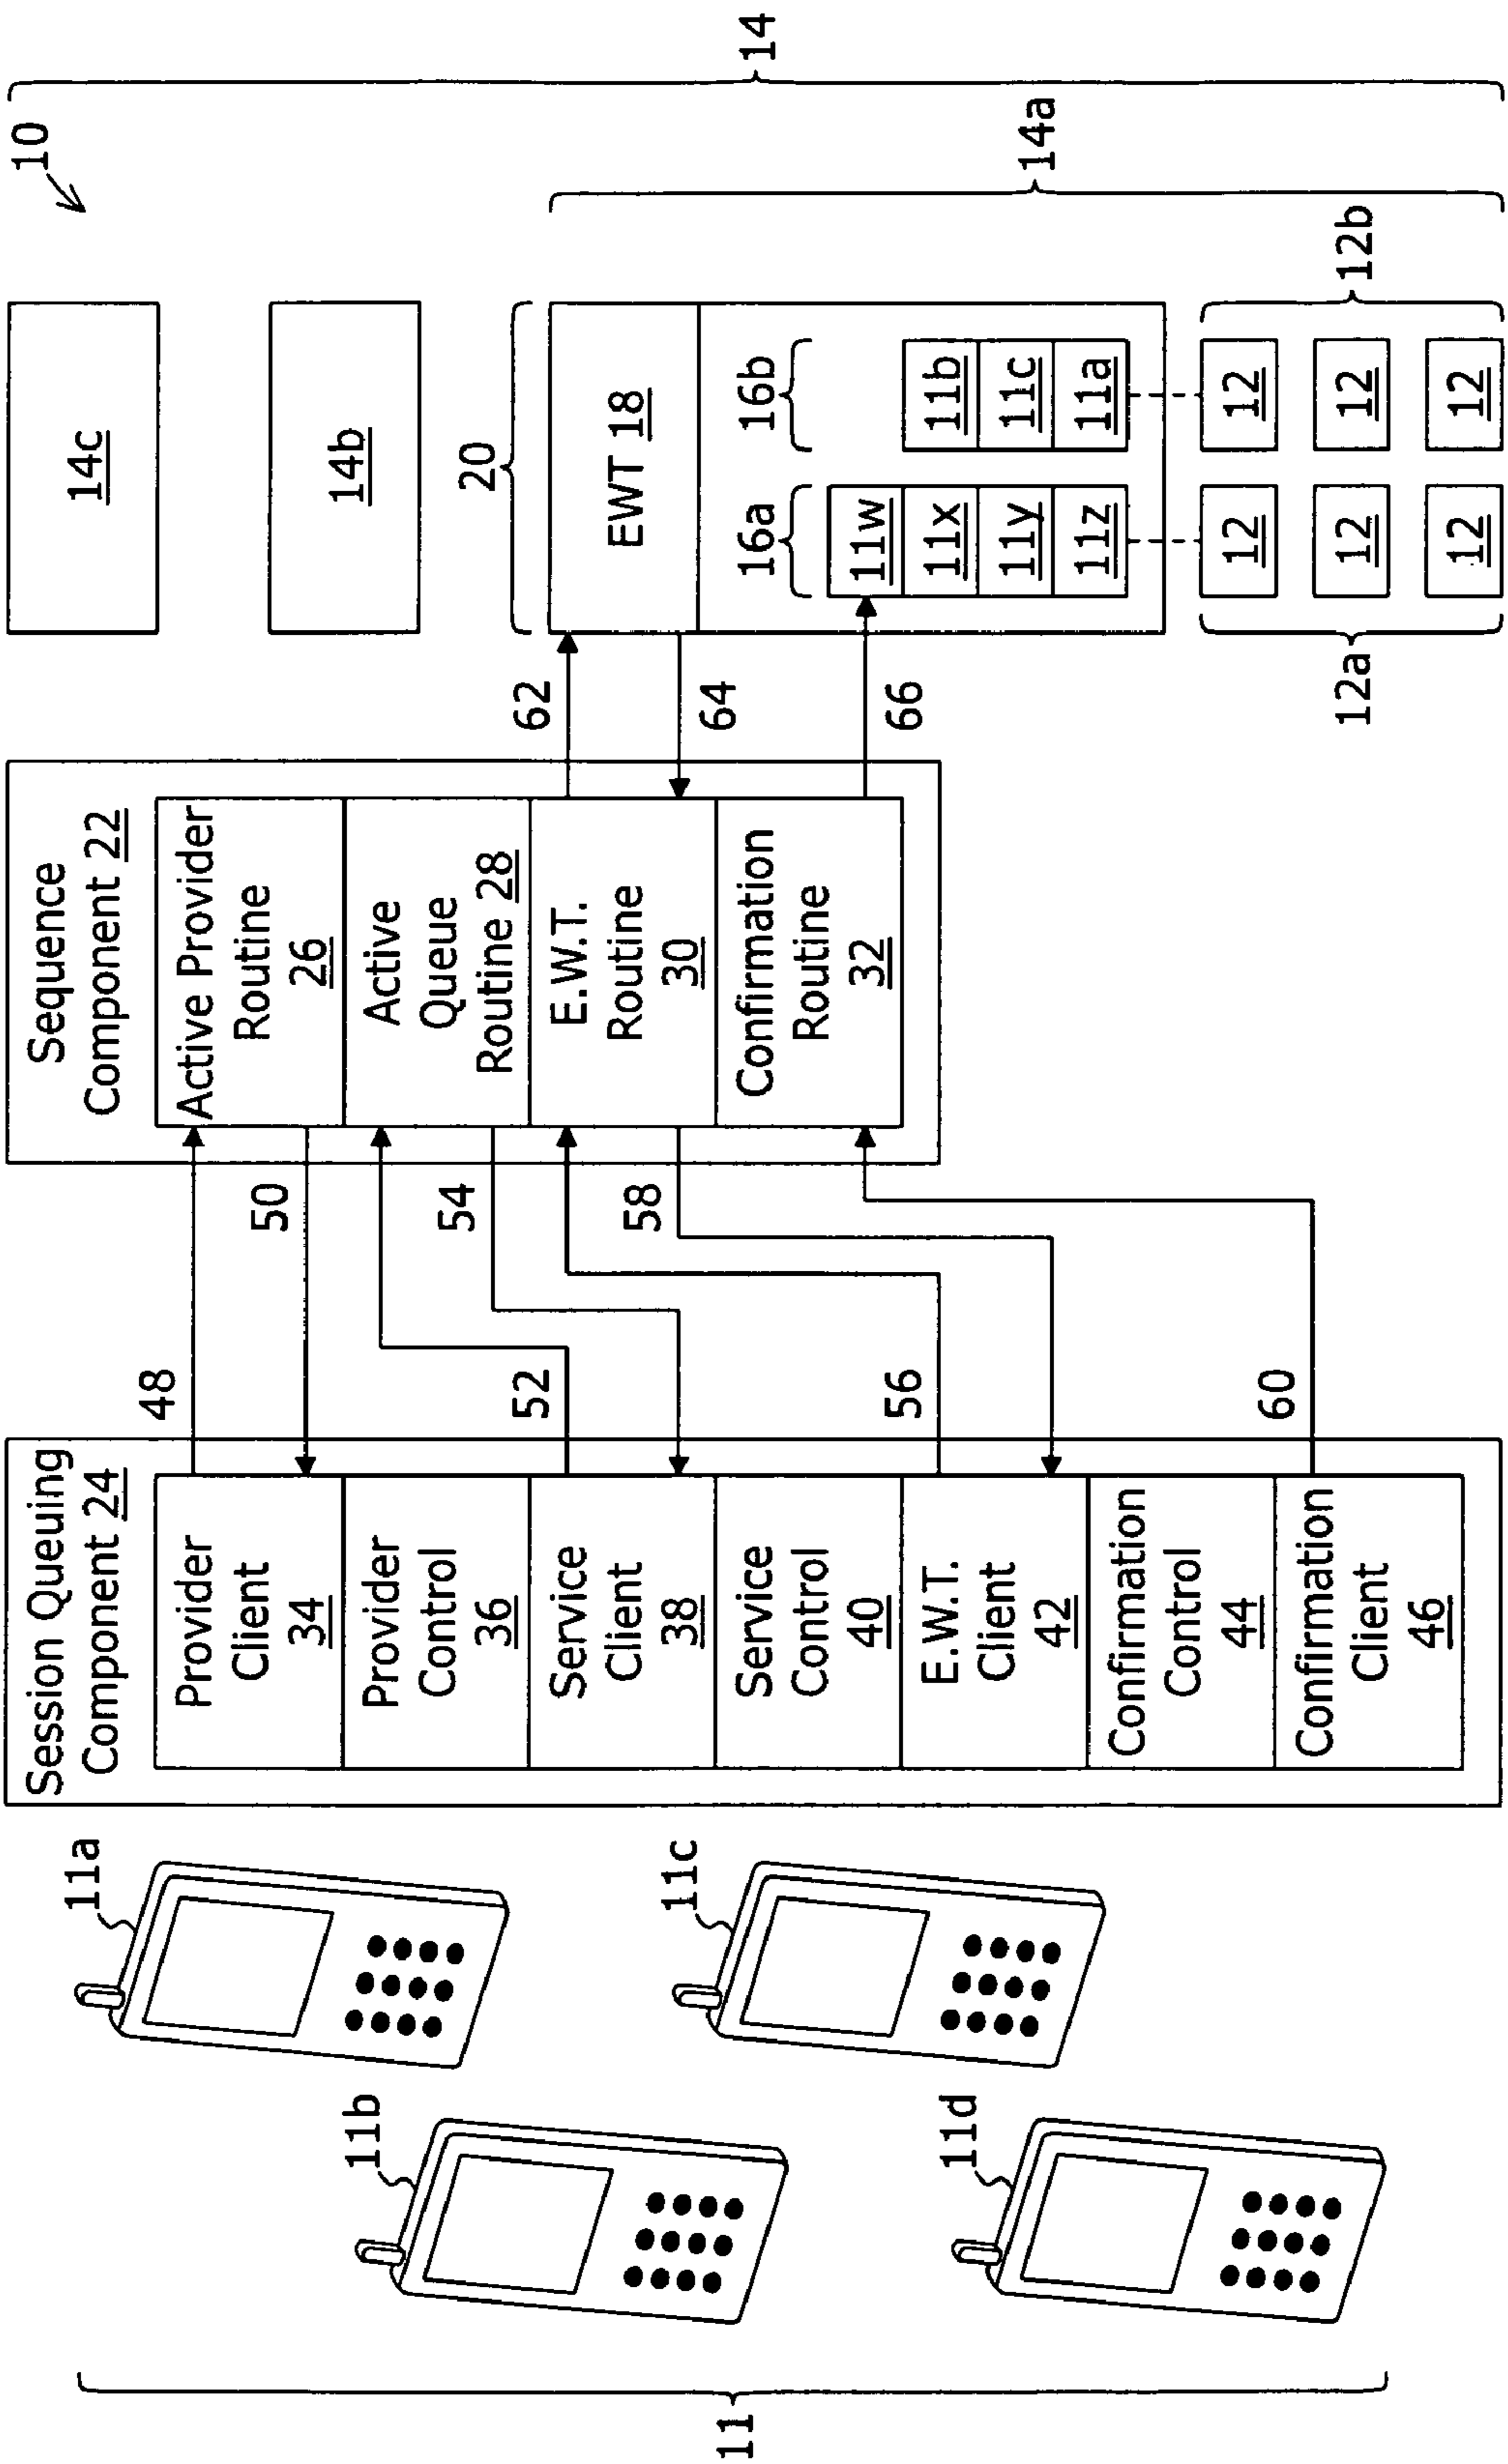 10
11
11a
11b
11c
11d
Session Queuing
Component 24
Provider
Client
34
Provider
Control
36
Service
Client
38
Service
Control
40
E.W.T.
Client
42
Confirmation
Control
44
Confirmation
Client
46
48
50
52
54
56
58
60
Sequence
Component 22
Active Provider
Routine
26
Active
Queue
Routine 28
E.W.T.
Routine
30
Confirmation
Routine
32
62
64
66
14c
14b
20
EWT 18
16a
16b
11w
11x
11y
11z
11b
11c
11a
12
12
12
12
12
12
12a
12b
14a
14